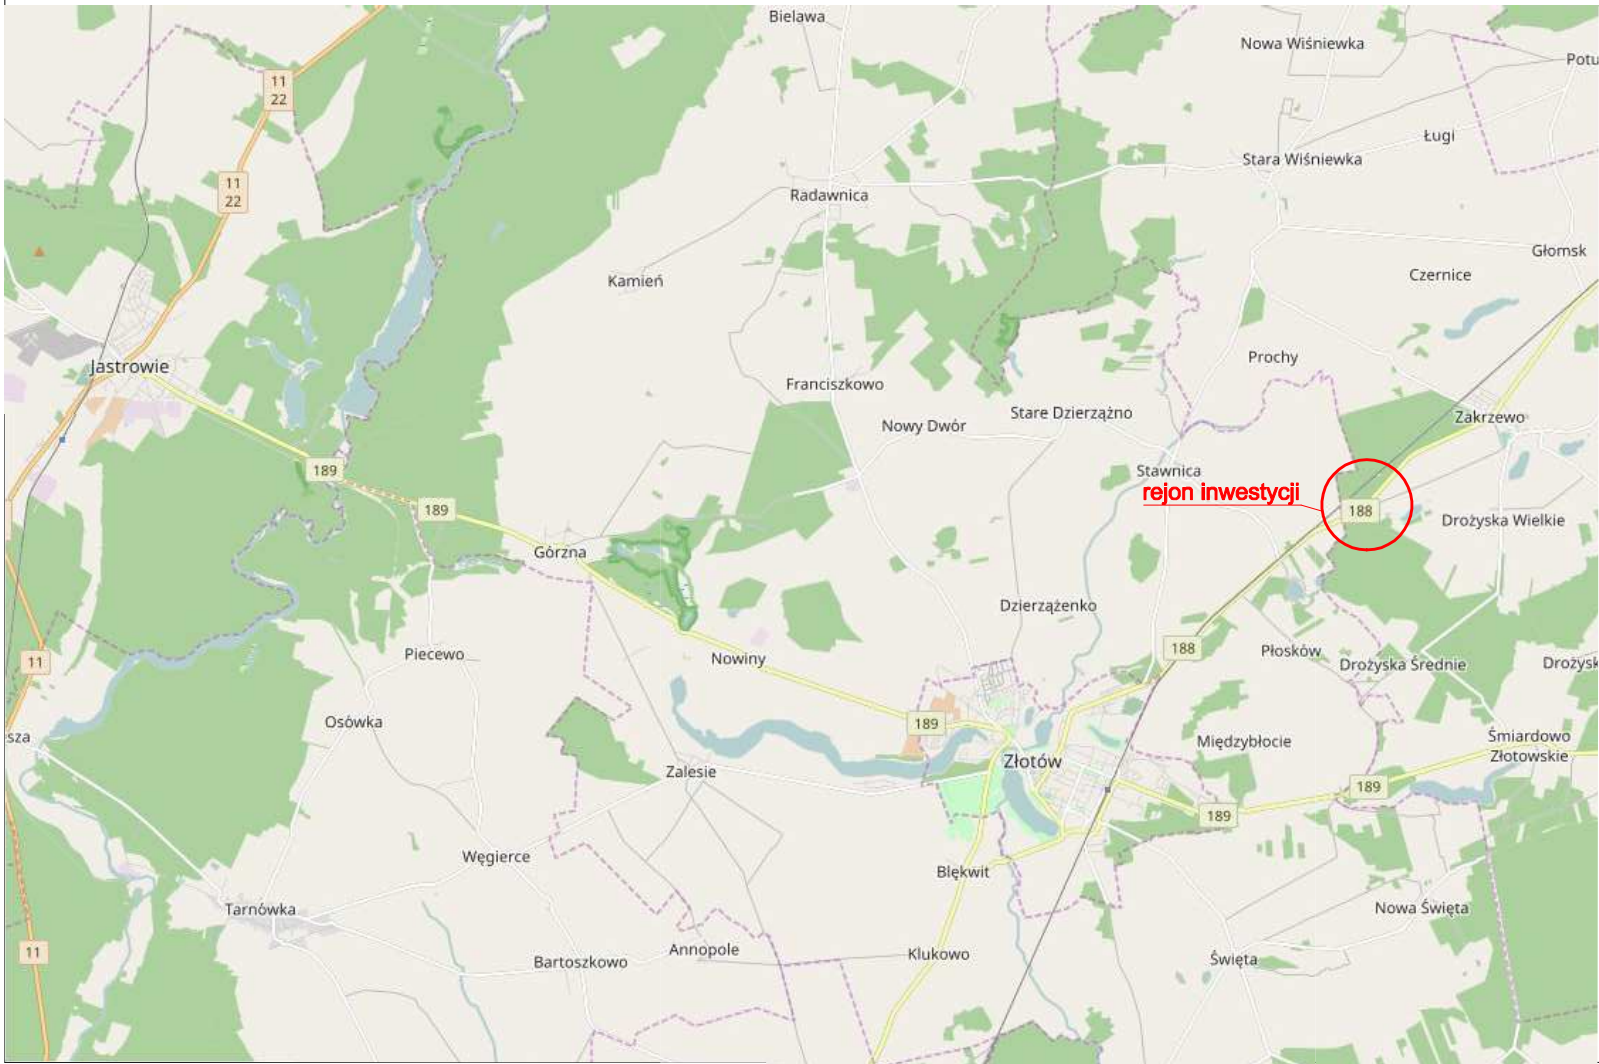 Bielawa
Nowa Wiśniewka
Potu
11
22
Ługi
Stara Wiśniewka
11
22
Radawnica
Głomsk
Kamień
Czernice
Prochy
Jastrowie
Franciszkowo
Stare Dzierzążno
Zakrzewo
Nowy Dwór
Stawnica
189
rejon inwestycji
189
188
Drożyska Wielkie
Górzna
Dzierzążenko
188
Płosków
Piecewo
Nowiny
11
Drożyska Średnie
Drożysk
Osówka
189
sza
Międzybłocie
Śmiardowo
Złotowskie
Złotów
Zalesie
189
189
Węgierce
Blękwit
Tarnówka
Nowa Święta
11
Annopole
Klukowo
Bartoszkowo
Święta